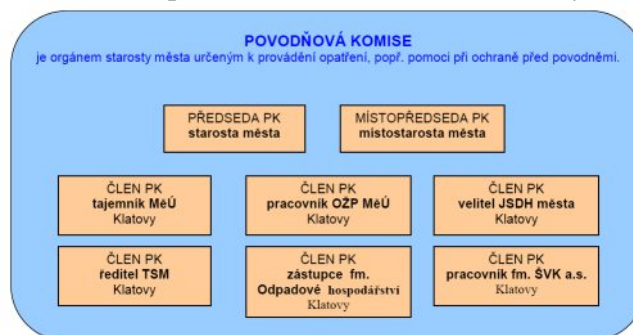 POVODŇOVÁ KOMISE
je orgánem starosty města určeným k provádění opatření, popř. pomoci při ochraně před povodněmi.
PŘEDSEDA PK
starosta města
MÍSTOPŘEDSEDA PK
místostarosta města
ČLEN PK
tajemník MěÚ
Klatovy
ČLEN PK
pracovník OŽP MěÚ
Klatovy
ČLEN PK
velitel JSDH města
Klatovy
ČLEN PK
ředitel TSM
Klatovy
ČLEN PK
zástupce fm.
Odpadové hospodářství
Klatovy
ČLEN PK
pracovník fm. ŠVK a.s.
Klatovy